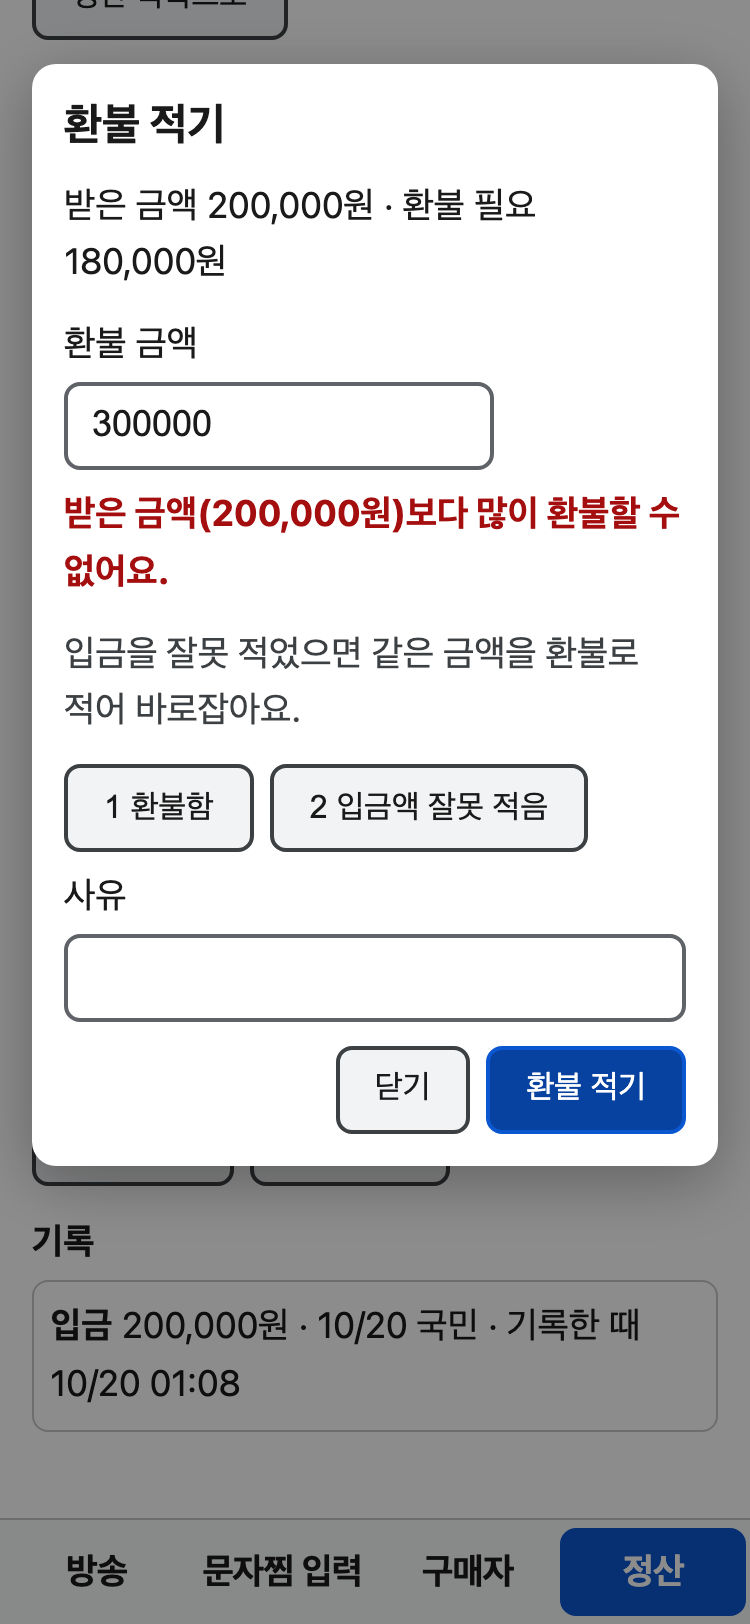 환불 적기
받은 금액 200,000원 · 환불 필요
180,000원
환불 금액
300000
받은 금액(200,000원)보다 많이 환불할 수
없어요.
입금을 잘못 적었으면 같은 금액을 환불로
적어 바로잡아요.
1 환불함
2 입금액 잘못 적음
사유
닫기
환불 적기
기록
입금 200,000원 · 10/20 국민 · 기록한 때
10/20 01:08
방송
문자찜 입력
구매자
정산